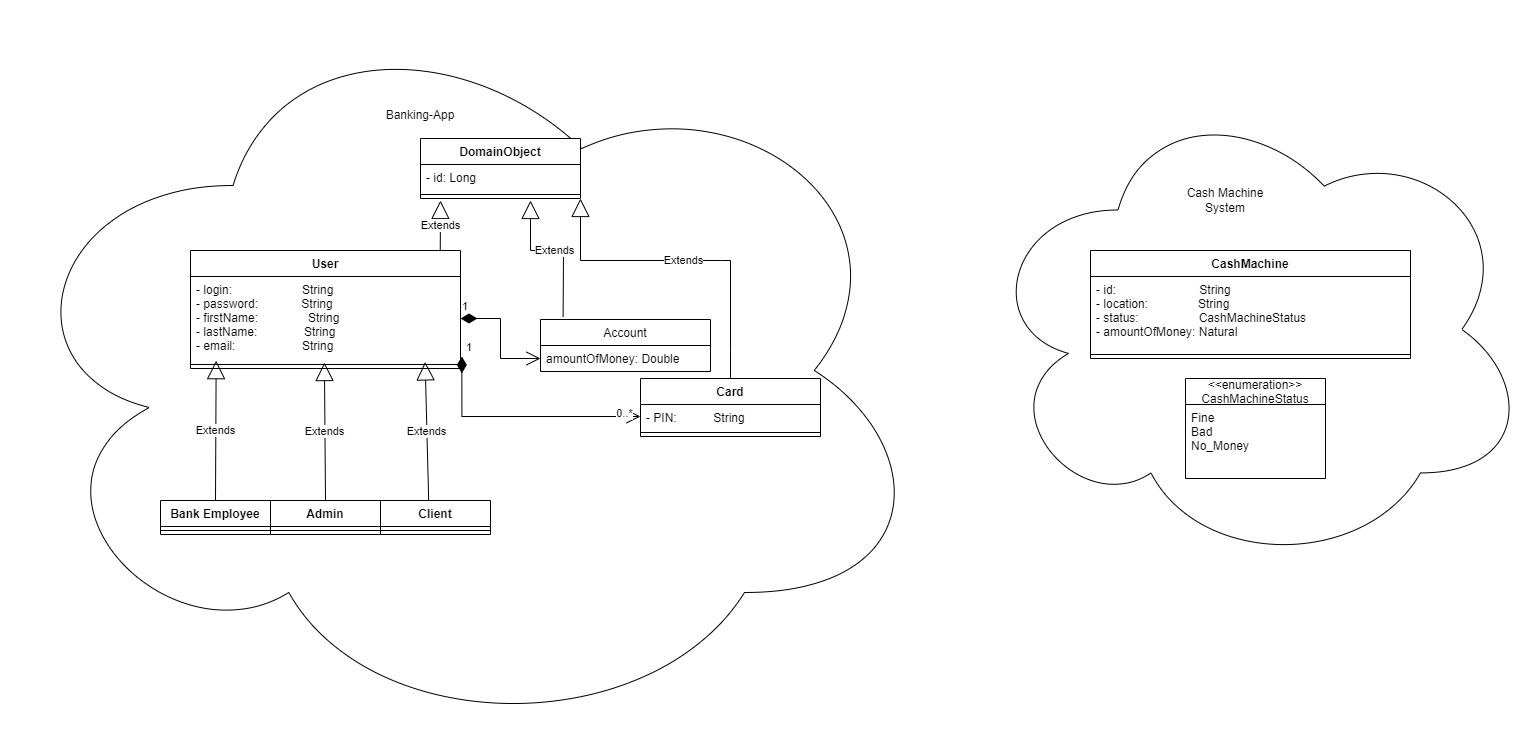 Banking-App
DomainObject
- id: Long
Extends
Extends
Extends
User
- login: String
- password: String
- firstName: String
- lastName: String
- email: String
1
1
Account
amountOfMoney: Double
Card
- PIN: String
0..*
Extends
Extends
Extends
Bank Employee
Admin
Client
Cash Machine
System
CashMachine
- id: String
- location: String
- status: CashMachineStatus
- amountOfMoney: Natural
<<enumeration>>
CashMachineStatus
Fine
Bad
No_Money